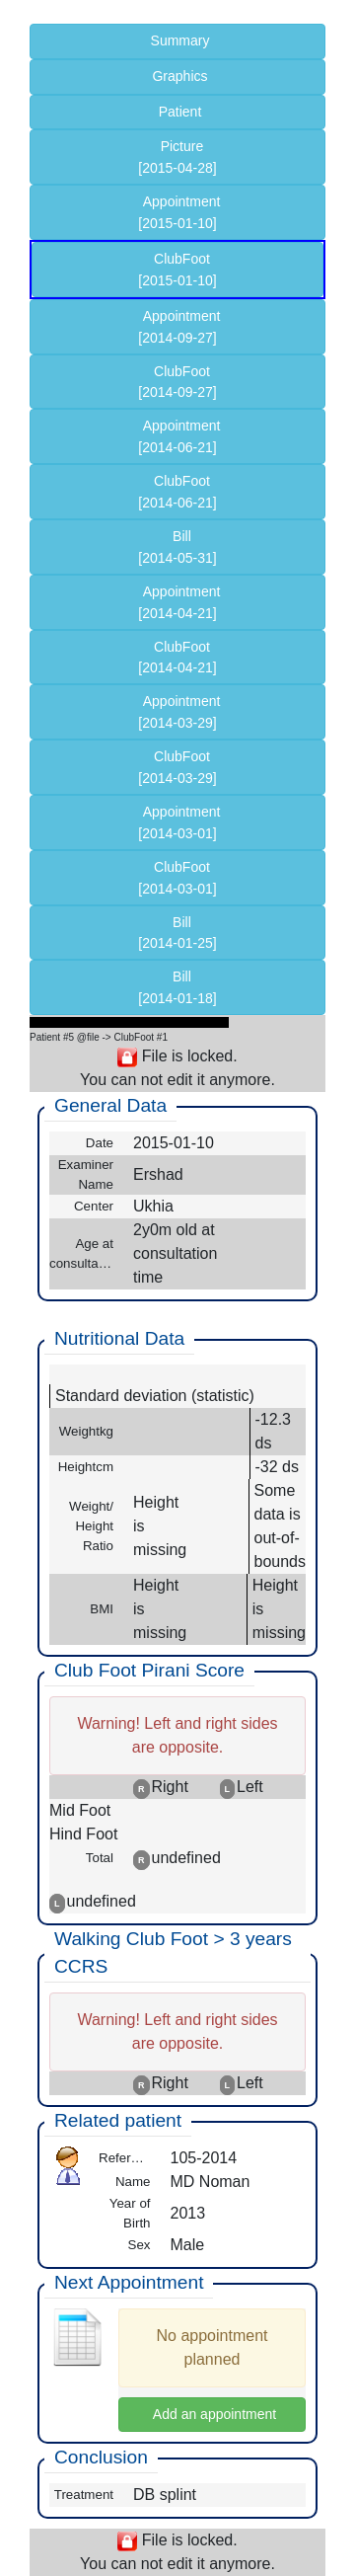 Summary
Graphics
Patient
Picture
[2015-04-28]
Appointment
[2015-01-10]
ClubFoot
[2015-01-10]
Appointment
[2014-09-27]
ClubFoot
[2014-09-27]
Appointment
[2014-06-21]
ClubFoot
[2014-06-21]
Bill
[2014-05-31]
Appointment
[2014-04-21]
ClubFoot
[2014-04-21]
Appointment
[2014-03-29]
ClubFoot
[2014-03-29]
Appointment
[2014-03-01]
ClubFoot
[2014-03-01]
Bill
[2014-01-25]
Bill
[2014-01-18]
Patient #5 @file -> ClubFoot #1
File is locked.
You can not edit it anymore.
General Data
Date 2015-01-10
Examiner
Name Ershad
Center Ukhia
Age at
consulta... 2y0m old at
consultation
time
Nutritional Data
Standard deviation (statistic)
Weightkg -12.3
ds
Heightcm -32 ds
Weight/
Height
Ratio Height
is
missing Some
data is
out-of-
bounds
BMI Height
is
missing Height
is
missing
Club Foot Pirani Score
Warning! Left and right sides
are opposite.
R Right L Left
Mid Foot
Hind Foot
Total R undefined
L undefined
Walking Club Foot > 3 years
CCRS
Warning! Left and right sides
are opposite.
R Right L Left
Related patient
Refer... 105-2014
Name MD Noman
Year of
Birth 2013
Sex Male
Next Appointment
No appointment
planned
Add an appointment
Conclusion
Treatment DB splint
File is locked.
You can not edit it anymore.